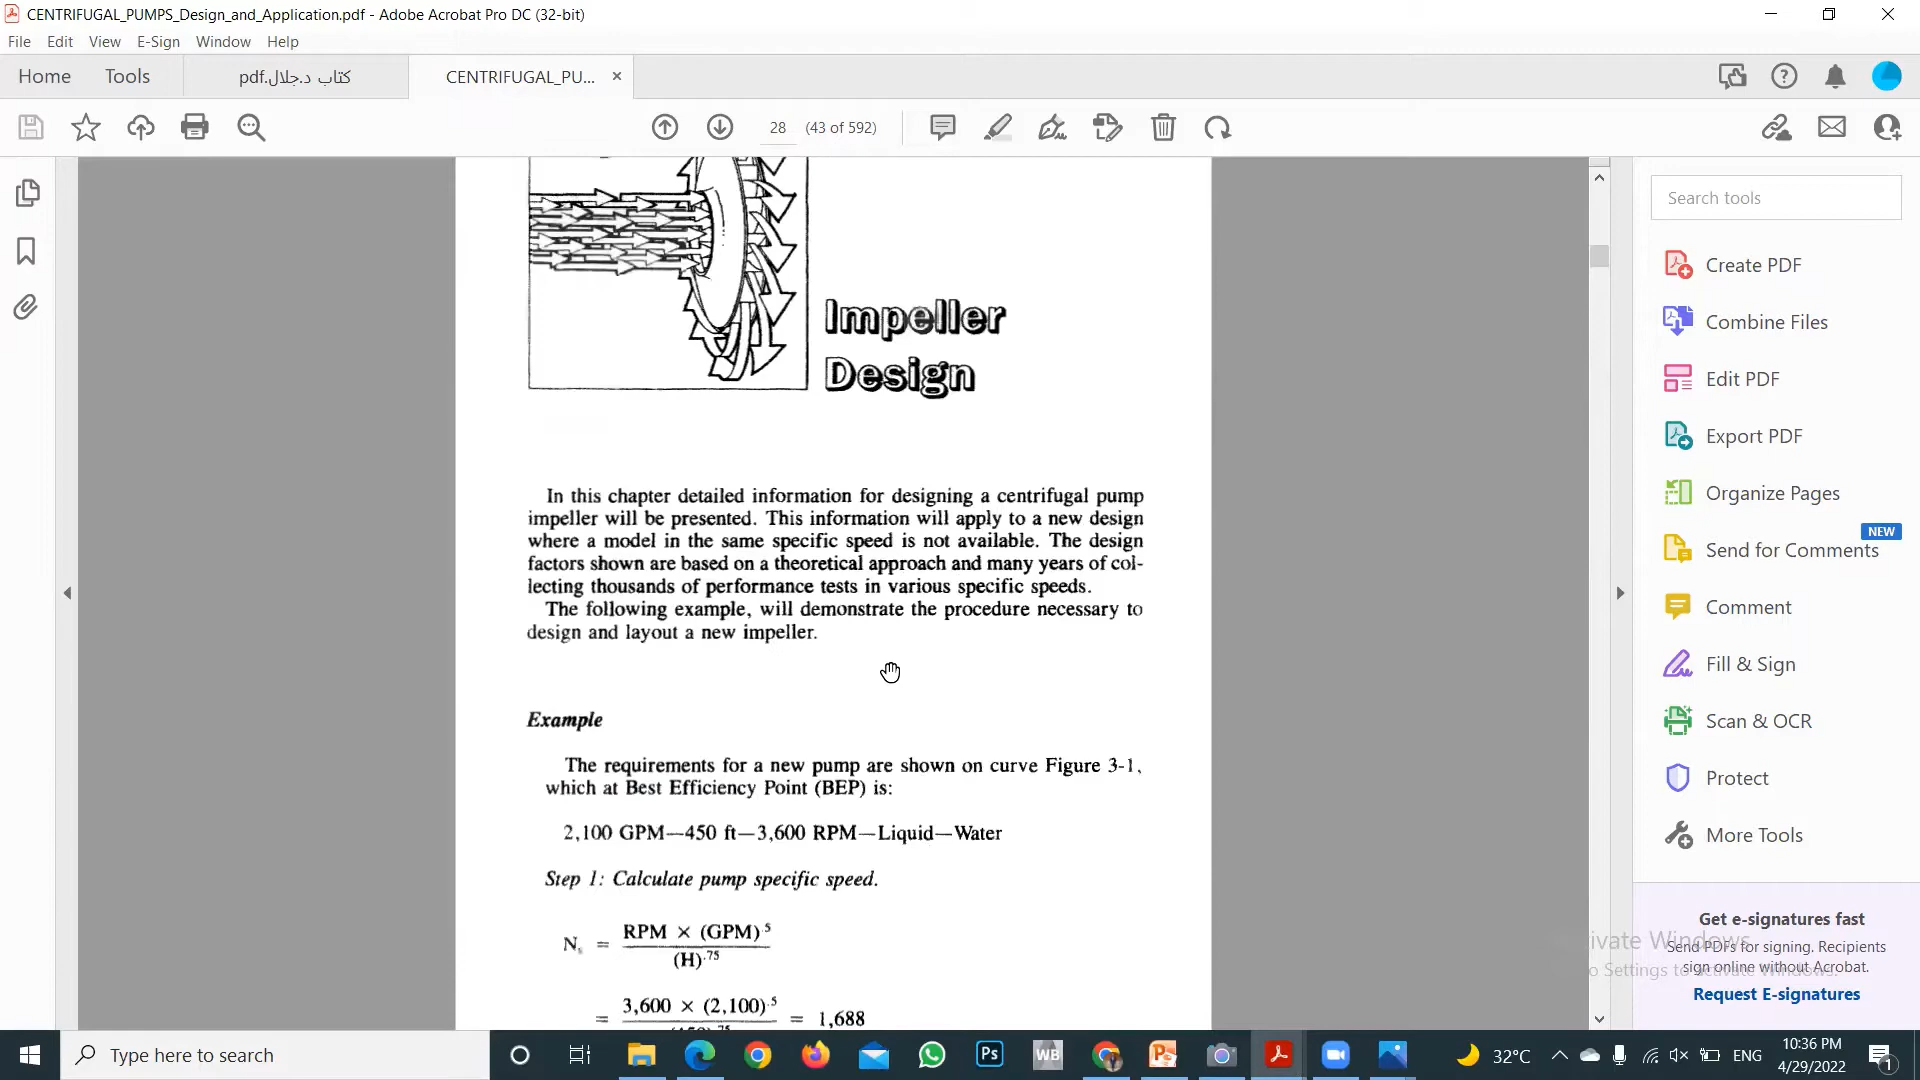 CENTRIFUGAL_PUMPS_Design_and_Application.pdf - Adobe Acrobat Pro DC (32-bit)
File Edit View E-Sign Window Help
Home Tools كتاب د.جلال.pdf CENTRIFUGAL_PU... ×
28 (43 of 592)
Search tools
Create PDF
Combine Files
Edit PDF
Export PDF
Organize Pages
NEW
Send for Comments
Comment
Fill & Sign
Scan & OCR
Protect
More Tools
Get e-signatures fast
Send PDFs for signing. Recipients
sign online without Acrobat.
Request E-signatures
Impeller
Design
In this chapter detailed information for designing a centrifugal pump
impeller will be presented. This information will apply to a new design
where a model in the same specific speed is not available. The design
factors shown are based on a theoretical approach and many years of col-
lecting thousands of performance tests in various specific speeds.
The following example, will demonstrate the procedure necessary to
design and layout a new impeller.
Example
The requirements for a new pump are shown on curve Figure 3-1,
which at Best Efficiency Point (BEP) is:
2,100 GPM—450 ft—3,600 RPM—Liquid—Water
Step 1: Calculate pump specific speed.
Nₛ = RPM × (GPM)^.5 / (H)^.75
= 3,600 × (2,100)^.5 / (450)^.75 = 1,688
Type here to search
Ps
WB
32°C
ENG
10:36 PM
4/29/2022
1